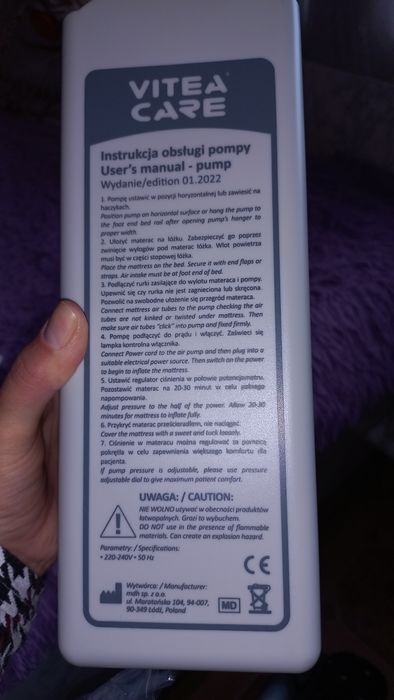 VITEA
CARE
Instrukcja obsługi pompy
User's manual - pump
Wydanie/edition 01.2022
1. Pompę ustawić w pozycji horyzontalnej lub zawiesić na
haczykach.
Position pump on horizontal surface or hang the pump to
the foot end bed rail after opening pump's hanger to
proper width.
2. Ułożyć materac na łóżku. Zabezpieczyć go poprzez
zwinięcie wylogów pod materac łóżka. Wlot powietrza
musi być w części stopowej łóżka.
Place the mattress on the bed. Secure it with end flaps or
straps. Air intake must be at foot end of bed.
3. Podłączyć rurki zasilające do wylotu materaca i pompy.
Upewnić się czy rurka nie jest zagnieciona lub skręcona.
Pozwolić na swobodne ułożenie się przegród materaca.
Connect mattress air tubes to the pump checking the air
tubes are not kinked or twisted under mattress. Then
make sure air tubes "click" into pump and fixed firmly.
4. Pompę podłączyć do prądu i włączyć. Zaświeci się
lampka kontrolna włącznika.
Connect Power cord to the air pump and then plug into a
suitable electrical power source. Then switch on the power
to begin to inflate the mattress.
5. Ustawić regulator ciśnienia w połowie potencjometru.
Pozostawić materac na 20-30 minut w celu pełnego
napompowania.
Adjust pressure to the half of the power. Allow 20-30
minutes for mattress to inflate fully.
6. Przykryć materac prześcieradłem, nie naciągać.
Cover the mattress with a sweet and tuck loosely.
7. Ciśnienie w materacu można regulować za pomocą
pokrętła w celu zapewnienia większego komfortu dla
pacjenta.
If pump pressure is adjustable, please use pressure
adjustable dial to give maximum patient comfort.
UWAGA: / CAUTION:
NIE WOLNO używać w obecności produktów
łatwopalnych. Grozi to wybuchem.
DO NOT use in the presence of flammable
materials. Can create an explosion hazard.
Parametry: / Specifications:
• 220-240V • 50 Hz
CE
Wytwórca: / Manufacturer:
mdh sp. z o.o.
ul. Maratońska 104, 94-007,
90-349 Łódź, Poland
MD